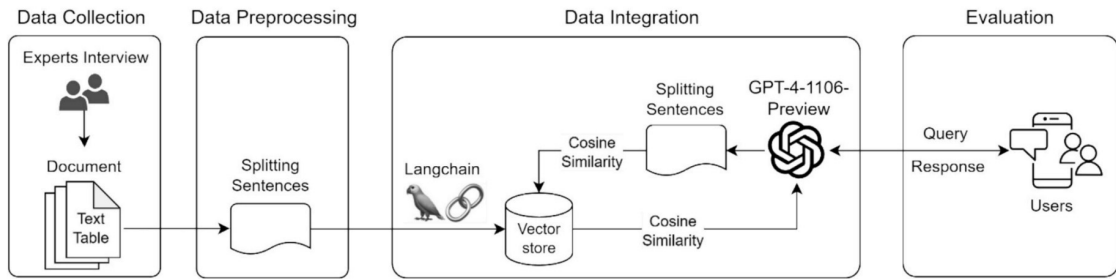 Data Collection
Data Preprocessing
Data Integration
Evaluation
Experts Interview
Document
Text
Table
Splitting
Sentences
Langchain
Vector
store
Cosine
Similarity
Splitting
Sentences
GPT-4-1106-
Preview
Cosine
Similarity
Query
Response
Users